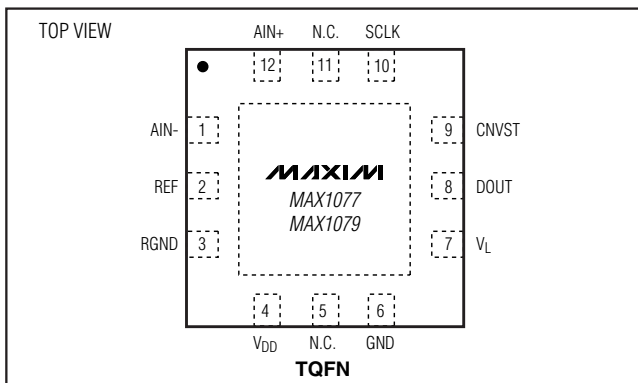 TOP VIEW
AIN+ N.C. SCLK
12 11 10
AIN- 1
9 CNVST
MAXIM
REF 2
MAX1077
8 DOUT
MAX1079
RGND 3
7 VL
4 5 6
VDD N.C. GND
TQFN